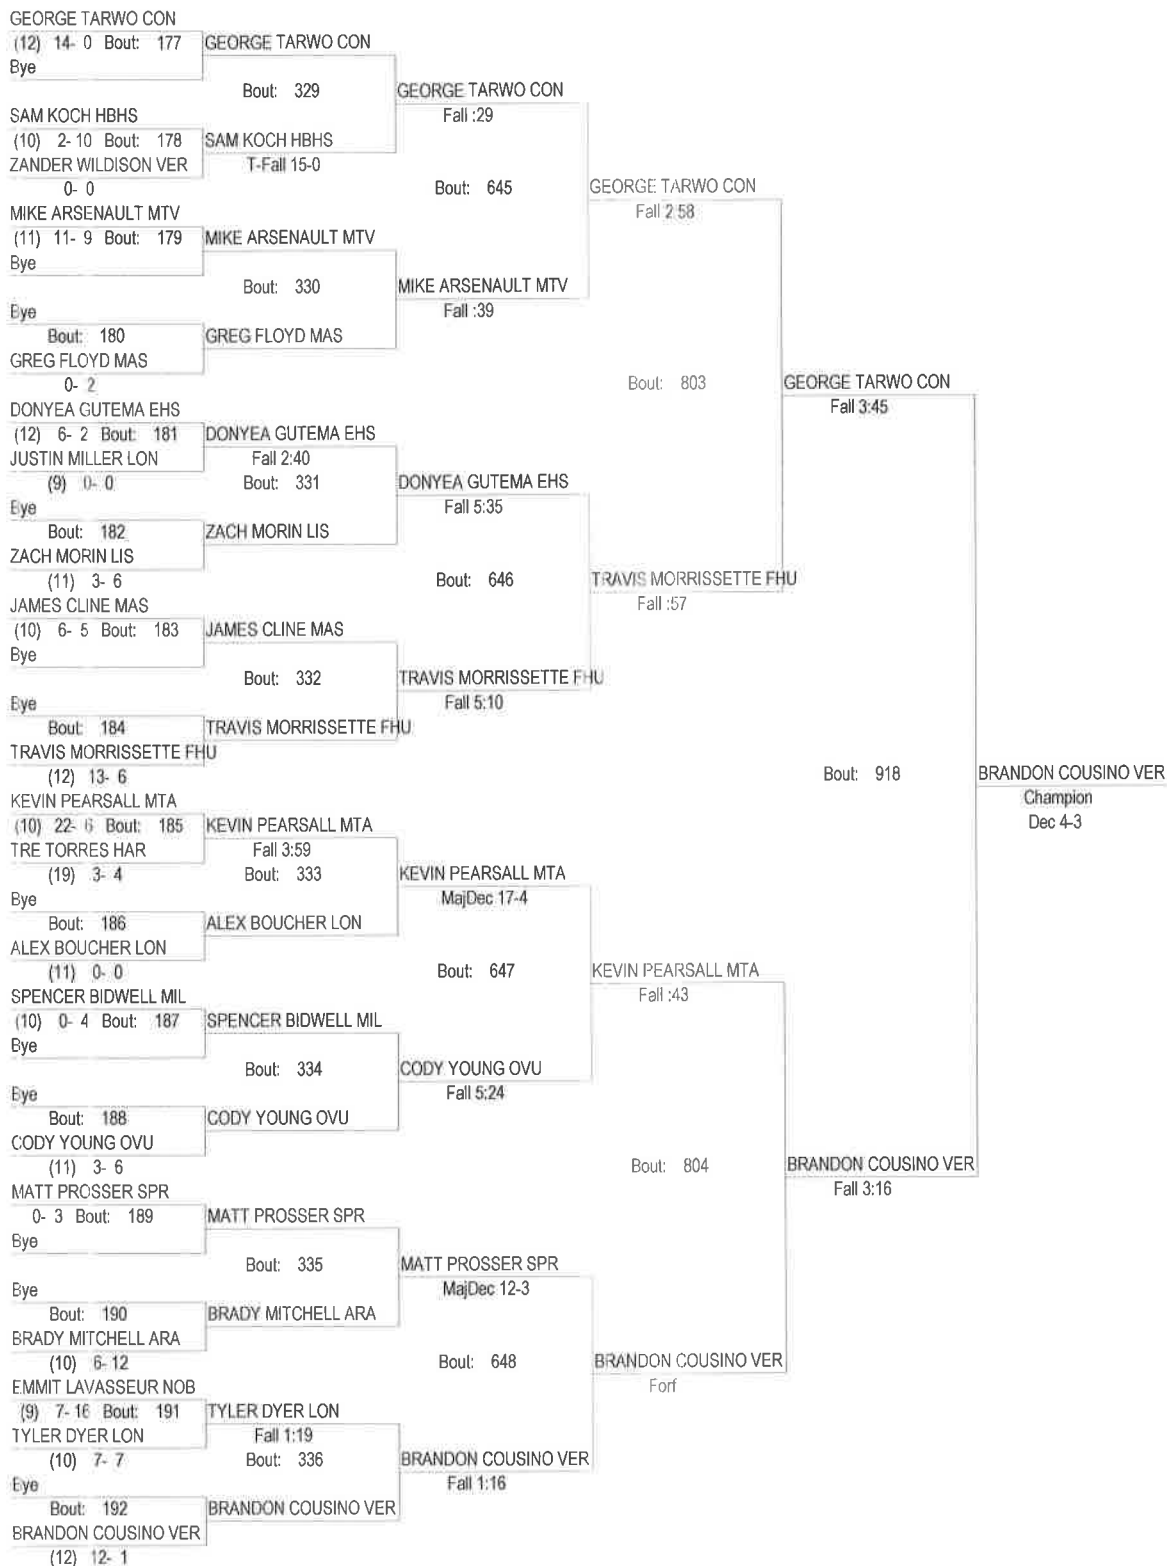 GEORGE TARWO CON
(12) 14- 0 Bout: 177 GEORGE TARWO CON
Bye
Bout: 329 GEORGE TARWO CON
Fall :29
SAM KOCH HBHS
(10) 2- 10 Bout: 178 SAM KOCH HBHS
ZANDER WILDISON VER T-Fall 15-0
0- 0 Bout: 645 GEORGE TARWO CON
Fall 2:58
MIKE ARSENAULT MTV
(11) 11- 9 Bout: 179 MIKE ARSENAULT MTV
Bye
Bout: 330 MIKE ARSENAULT MTV
Fall :39
Bye
Bout: 180 GREG FLOYD MAS
GREG FLOYD MAS
0- 2 Bout: 803 GEORGE TARWO CON
Fall 3:45
DONYEA GUTEMA EHS
(12) 6- 2 Bout: 181 DONYEA GUTEMA EHS
JUSTIN MILLER LON Fall 2:40
(9) 0- 0 Bout: 331 DONYEA GUTEMA EHS
Fall 5:35
Bye
Bout: 182 ZACH MORIN LIS
ZACH MORIN LIS
(11) 3- 6 Bout: 646 TRAVIS MORRISSETTE FHU
Fall :57
JAMES CLINE MAS
(10) 6- 5 Bout: 183 JAMES CLINE MAS
Bye
Bout: 332 TRAVIS MORRISSETTE FHU
Fall 5:10
Bye
Bout: 184 TRAVIS MORRISSETTE FHU
TRAVIS MORRISSETTE FHU
(12) 13- 6 Bout: 918 BRANDON COUSINO VER
Champion
Dec 4-3
KEVIN PEARSALL MTA
(10) 22- 6 Bout: 185 KEVIN PEARSALL MTA
TRE TORRES HAR Fall 3:59
(19) 3- 4 Bout: 333 KEVIN PEARSALL MTA
MajDec 17-4
Bye
Bout: 186 ALEX BOUCHER LON
ALEX BOUCHER LON
(11) 0- 0 Bout: 647 KEVIN PEARSALL MTA
Fall :43
SPENCER BIDWELL MIL
(10) 0- 4 Bout: 187 SPENCER BIDWELL MIL
Bye
Bout: 334 CODY YOUNG OVU
Fall 5:24
Bye
Bout: 188 CODY YOUNG OVU
CODY YOUNG OVU
(11) 3- 6 Bout: 804 BRANDON COUSINO VER
Fall 3:16
MATT PROSSER SPR
0- 3 Bout: 189 MATT PROSSER SPR
Bye
Bout: 335 MATT PROSSER SPR
MajDec 12-3
Bye
Bout: 190 BRADY MITCHELL ARA
BRADY MITCHELL ARA
(10) 6- 12 Bout: 648 BRANDON COUSINO VER
Forf
EMMIT LAVASSEUR NOB
(9) 7- 16 Bout: 191 TYLER DYER LON
TYLER DYER LON Fall 1:19
(10) 7- 7 Bout: 336 BRANDON COUSINO VER
Fall 1:16
Bye
Bout: 192 BRANDON COUSINO VER
BRANDON COUSINO VER
(12) 12- 1